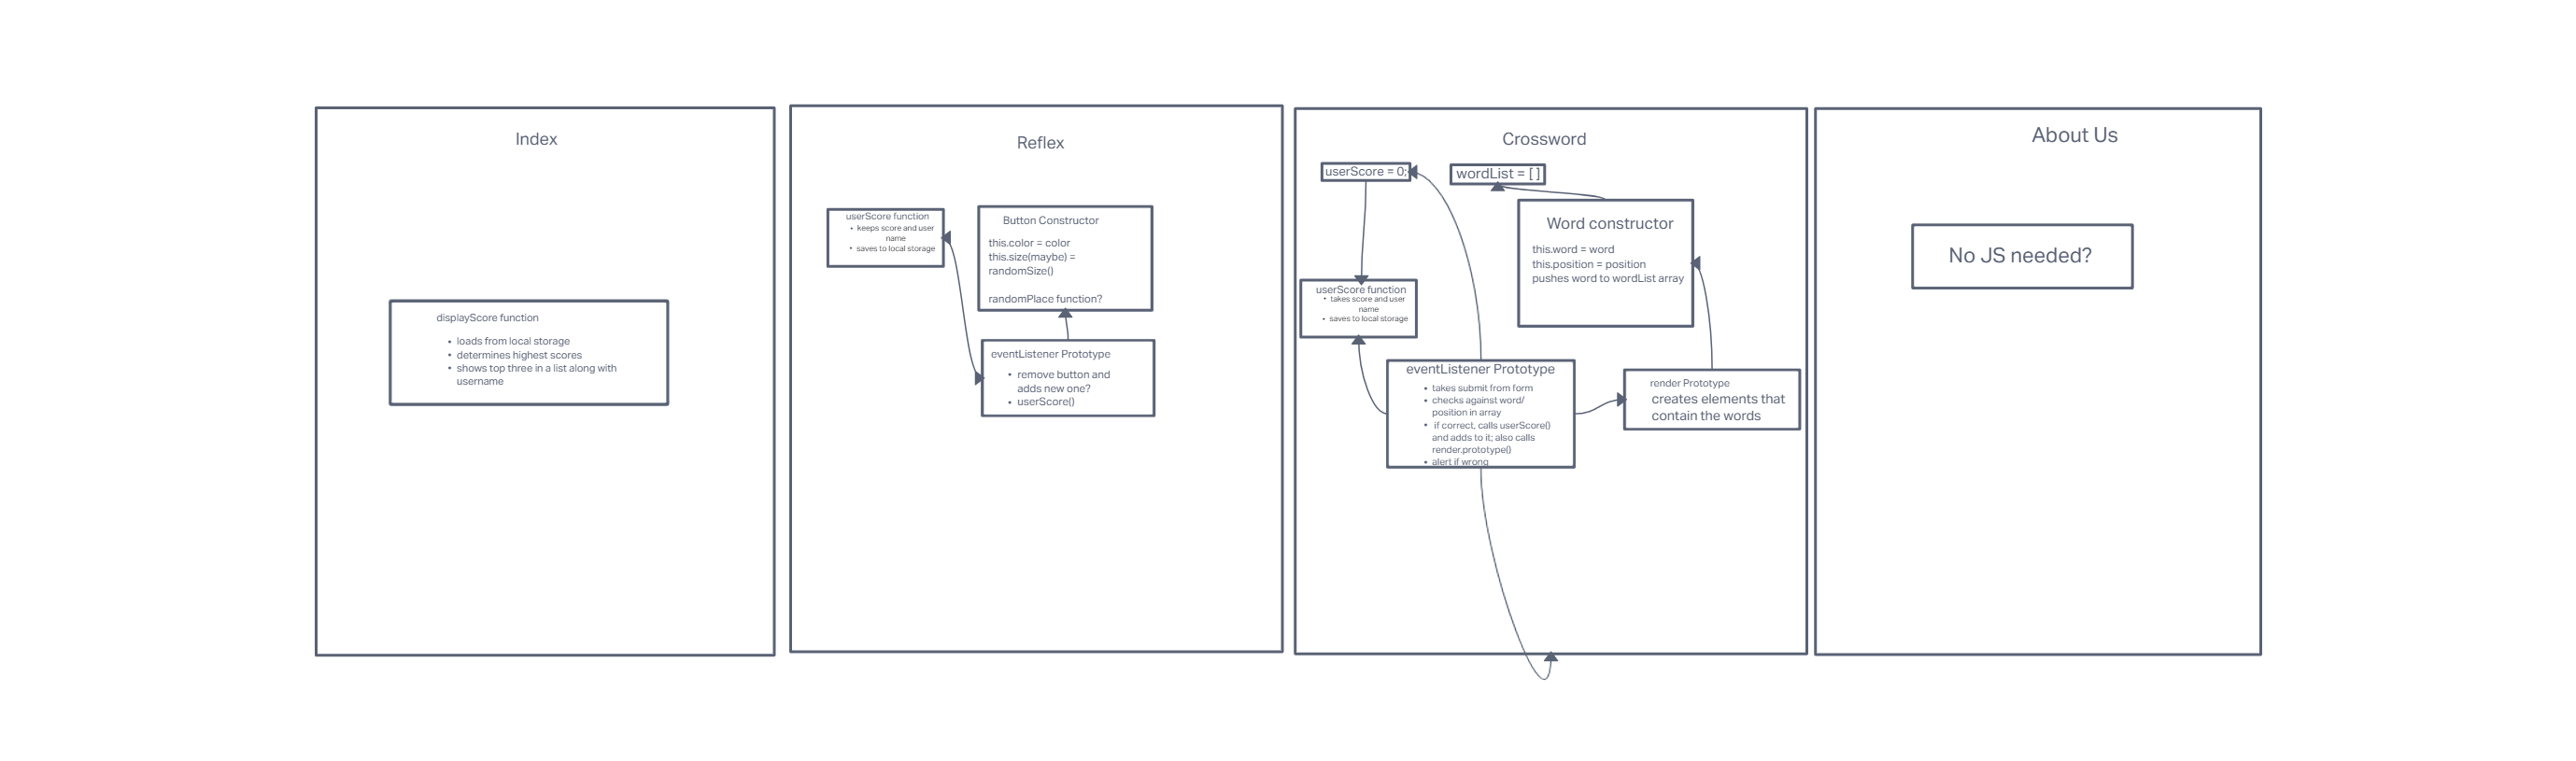 Index
displayScore function
• loads from local storage
• determines highest scores
• shows top three in a list along with
username
Reflex
userScore function
• keeps score and user
name
• saves to local storage
Button Constructor
this.color = color
this.size(maybe) =
randomSize()
randomPlace function?
eventListener Prototype
• remove button and
adds new one?
• userScore()
Crossword
userScore = 0;
wordList = [ ]
Word constructor
this.word = word
this.position = position
pushes word to wordList array
userScore function
• takes score and user
name
• saves to local storage
eventListener Prototype
• takes submit from form
• checks against word/
position in array
• if correct, calls userScore()
and adds to it; also calls
render.prototype()
• alert if wrong
render Prototype
creates elements that
contain the words
About Us
No JS needed?